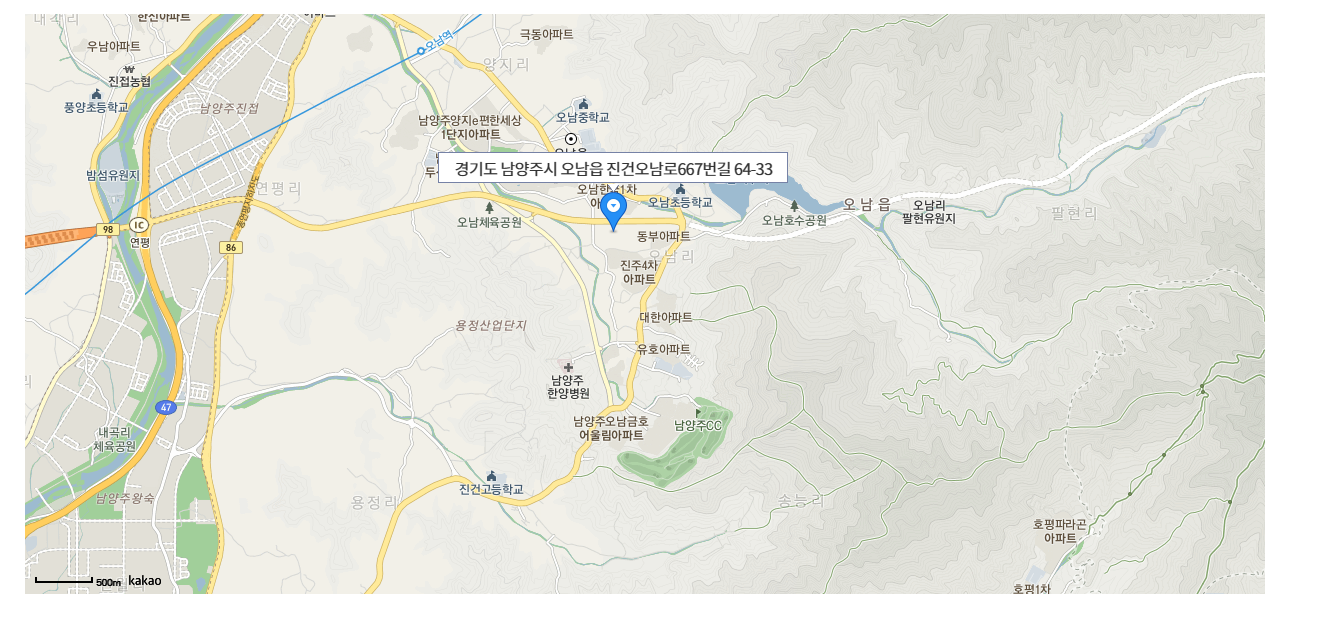 내각리
한신아파트
아파트
극동아파트
오남역
우남아파트
양지리
진접농협
풍양초등학교
남양주진접
오남중학교
남양주양지e편한세상
1단지아파트
경기도 남양주시 오남읍 진건오남로667번길 64-33
밤섬유원지
연평리
오남초등학교
오남읍
오남리
팔현유원지
팔현리
오남체육공원
오남호수공원
98
IC
연평
86
동부아파트
오남리
진주4차
아파트
대한아파트
용정산업단지
유호아파트
남양주
한양병원
47
남양주오남금호
어울림아파트
남양주CC
내곡리
체육공원
진건고등학교
남양주왕숙
용정리
송능리
호평파라곤
아파트
500m
kakao
호평1차